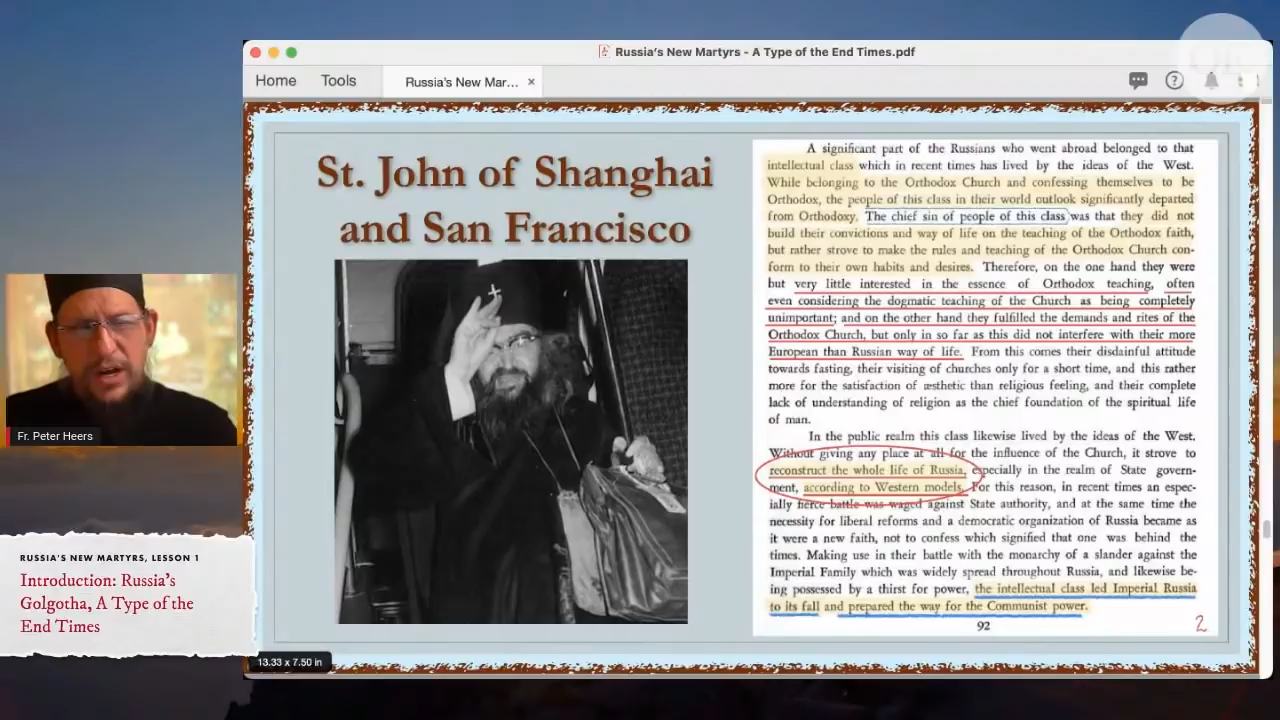 Russia's New Martyrs - A Type of the End Times.pdf
Home
Tools
Russia's New Mar...
×
?
St. John of Shanghai
and San Francisco
A significant part of the Russians who went abroad belonged to that
intellectual class which in recent times has lived by the ideas of the West.
While belonging to the Orthodox Church and confessing themselves to be
Orthodox, the people of this class in their world outlook significantly departed
from Orthodoxy. The chief sin of people of this class was that they did not
build their convictions and way of life on the teaching of the Orthodox faith,
but rather strove to make the rules and teaching of the Orthodox Church con-
form to their own habits and desires. Therefore, on the one hand they were
but very little interested in the essence of Orthodox teaching, often
even considering the dogmatic teaching of the Church as being completely
unimportant; and on the other hand they fulfilled the demands and rites of the
Orthodox Church, but only in so far as this did not interfere with their more
European than Russian way of life. From this comes their disdainful attitude
towards fasting, their visiting of churches only for a short time, and this rather
more for the satisfaction of æsthetic than religious feeling, and their complete
lack of understanding of religion as the chief foundation of the spiritual life
of man.
In the public realm this class likewise lived by the ideas of the West.
Without giving any place at all for the influence of the Church, it strove to
reconstruct the whole life of Russia, especially in the realm of State govern-
ment, according to Western models. For this reason, in recent times an espec-
ially fierce battle was waged against State authority, and at the same time the
necessity for liberal reforms and a democratic organization of Russia became as
it were a new faith, not to confess which signified that one was behind the
times. Making use in their battle with the monarchy of a slander against the
Imperial Family which was widely spread throughout Russia, and likewise be-
ing possessed by a thirst for power, the intellectual class led Imperial Russia
to its fall and prepared the way for the Communist power.
92
2
Fr. Peter Heers
RUSSIA'S NEW MARTYRS, LESSON 1
Introduction: Russia's
Golgotha, A Type of the
End Times
13.33 x 7.50 in